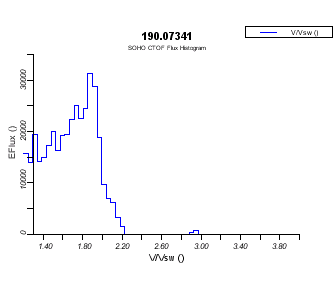 190.07341
V/Vsw ()
SOHO CTOF Flux Histogram
30000
20000
10000
0
EFlux ()
1.40 1.80 2.20 2.60 3.00 3.40 3.80
V/Vsw ()